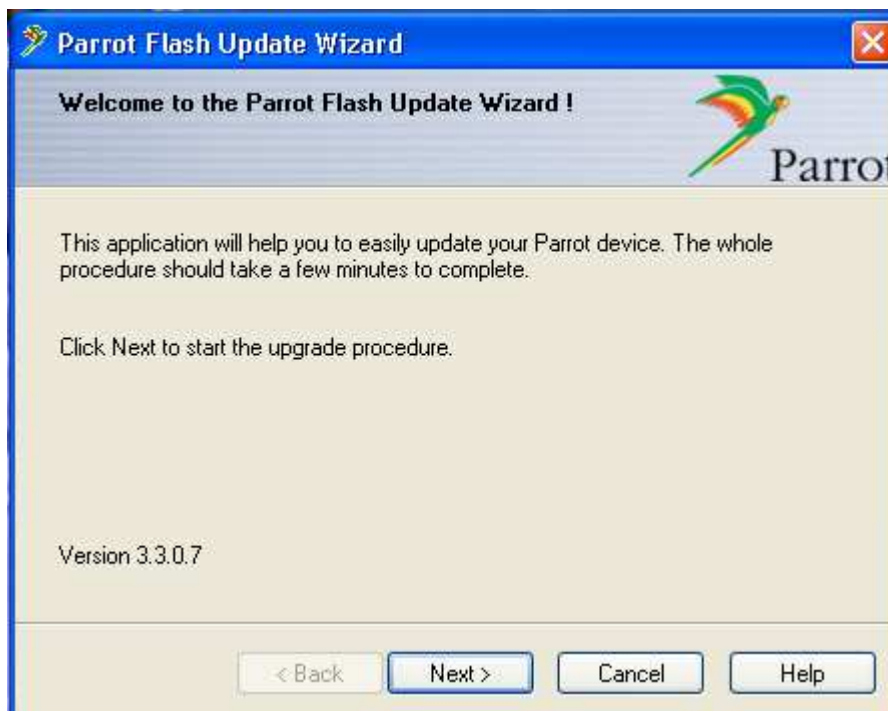 Parrot Flash Update Wizard
Welcome to the Parrot Flash Update Wizard !
Parrot
This application will help you to easily update your Parrot device. The whole
procedure should take a few minutes to complete.
Click Next to start the upgrade procedure.
Version 3.3.0.7
< Back
Next >
Cancel
Help